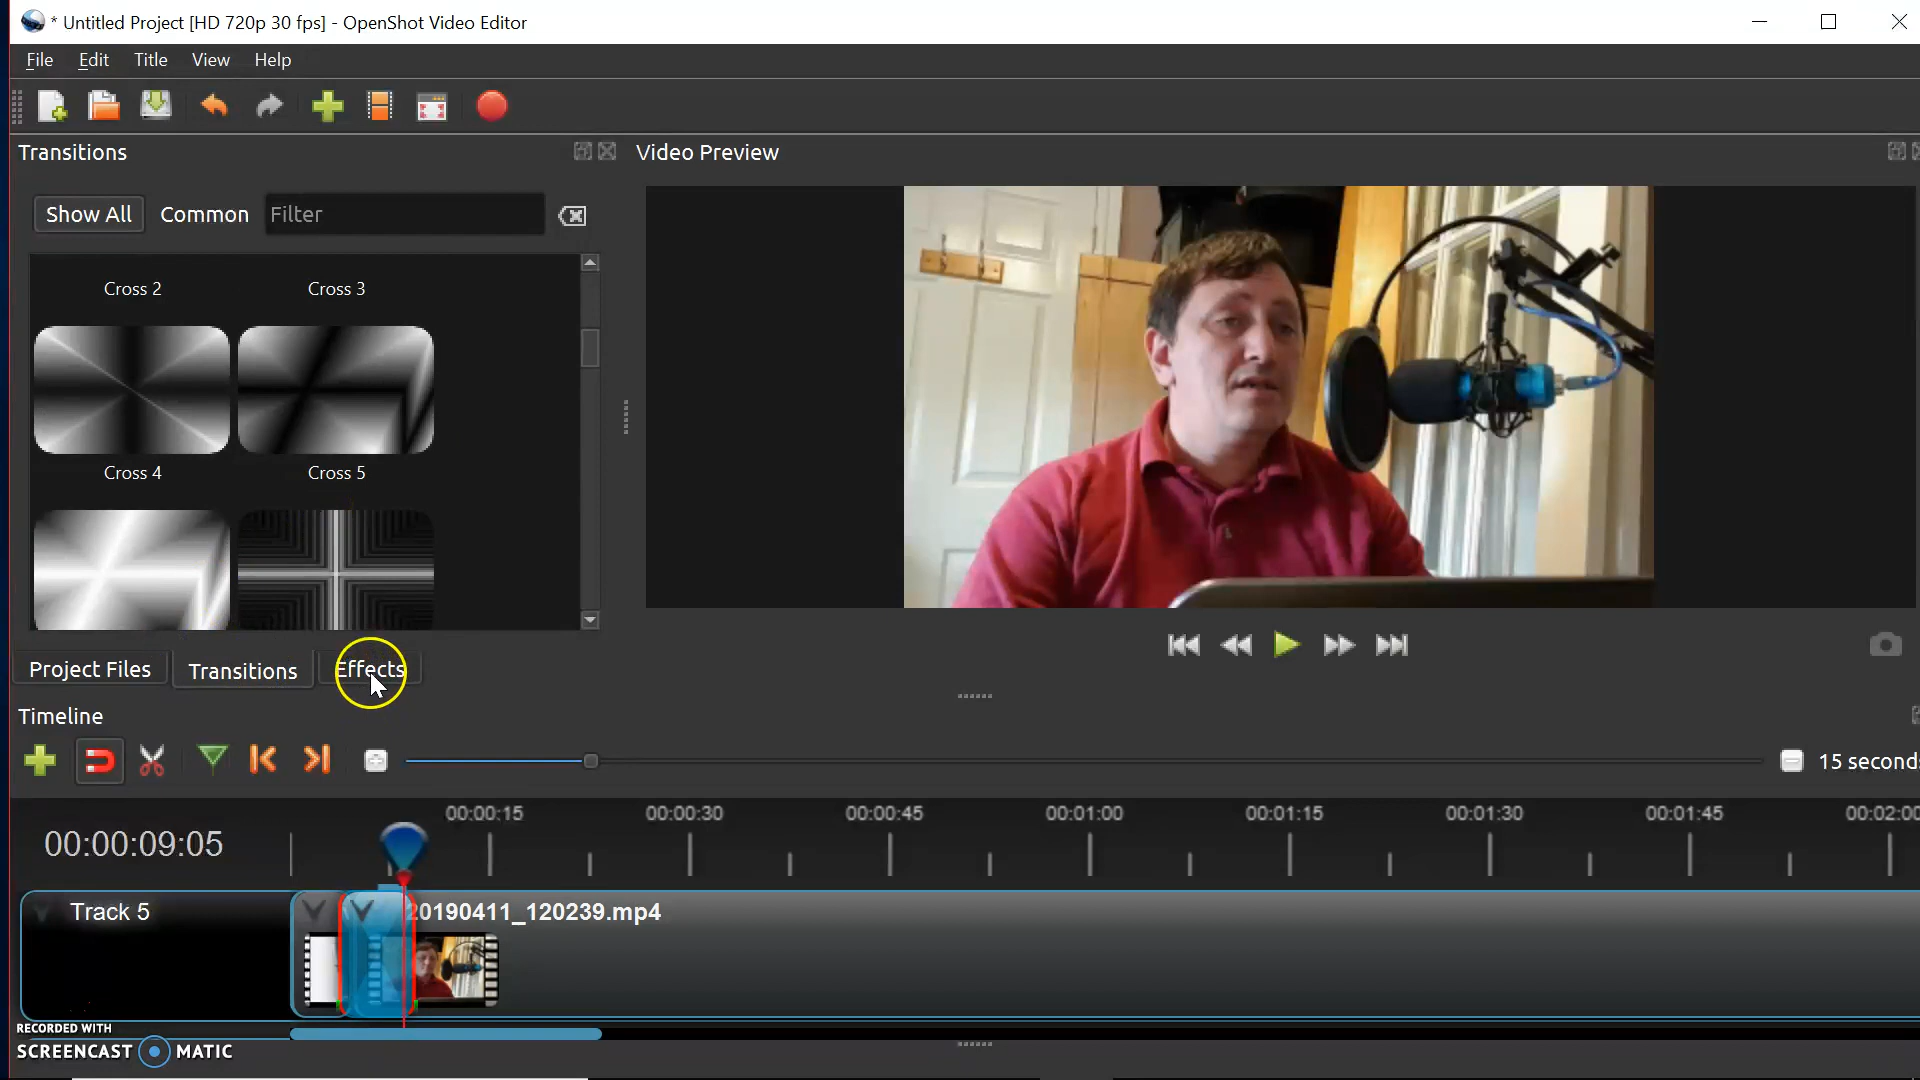 * Untitled Project [HD 720p 30 fps] - OpenShot Video Editor
File Edit Title View Help
Transitions
Video Preview
Show All Common Filter
Cross 2 Cross 3
Cross 4 Cross 5
Project Files Transitions Effects
Timeline
15 seconds
00:00:15 00:00:30 00:00:45 00:01:00 00:01:15 00:01:30 00:01:45 00:02:00
00:00:09:05
Track 5
20190411_120239.mp4
RECORDED WITH
SCREENCAST MATIC